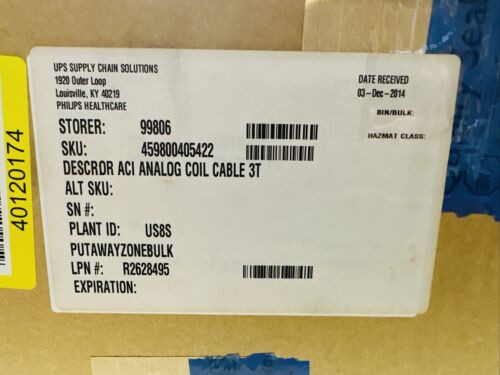 UPS SUPPLY CHAIN SOLUTIONS
1920 Outer Loop
Louisville, KY 40219
PHILIPS HEALTHCARE
DATE RECEIVED
03-Dec-2014
BIN/BULK:
HAZMAT CLASS:
STORER: 99806
SKU: 459800405422
DESCRØR ACI ANALOG COIL CABLE 3T
ALT SKU:
SN #:
PLANT ID: US8S
PUTAWAYZONEBULK
LPN #: R2628495
EXPIRATION:
40120174